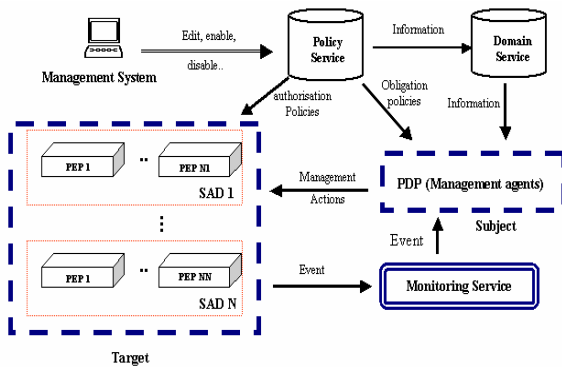 Edit, enable,
disable..
Management System
Policy
Service
Information
Domain
Service
authorisation
Policies
Obligation
policies
Information
PEP 1
..
PEP N1
SAD 1
Management
Actions
PDP (Management agents)
Subject
Event
PEP 1
..
PEP NN
SAD N
Event
Monitoring Service
Target